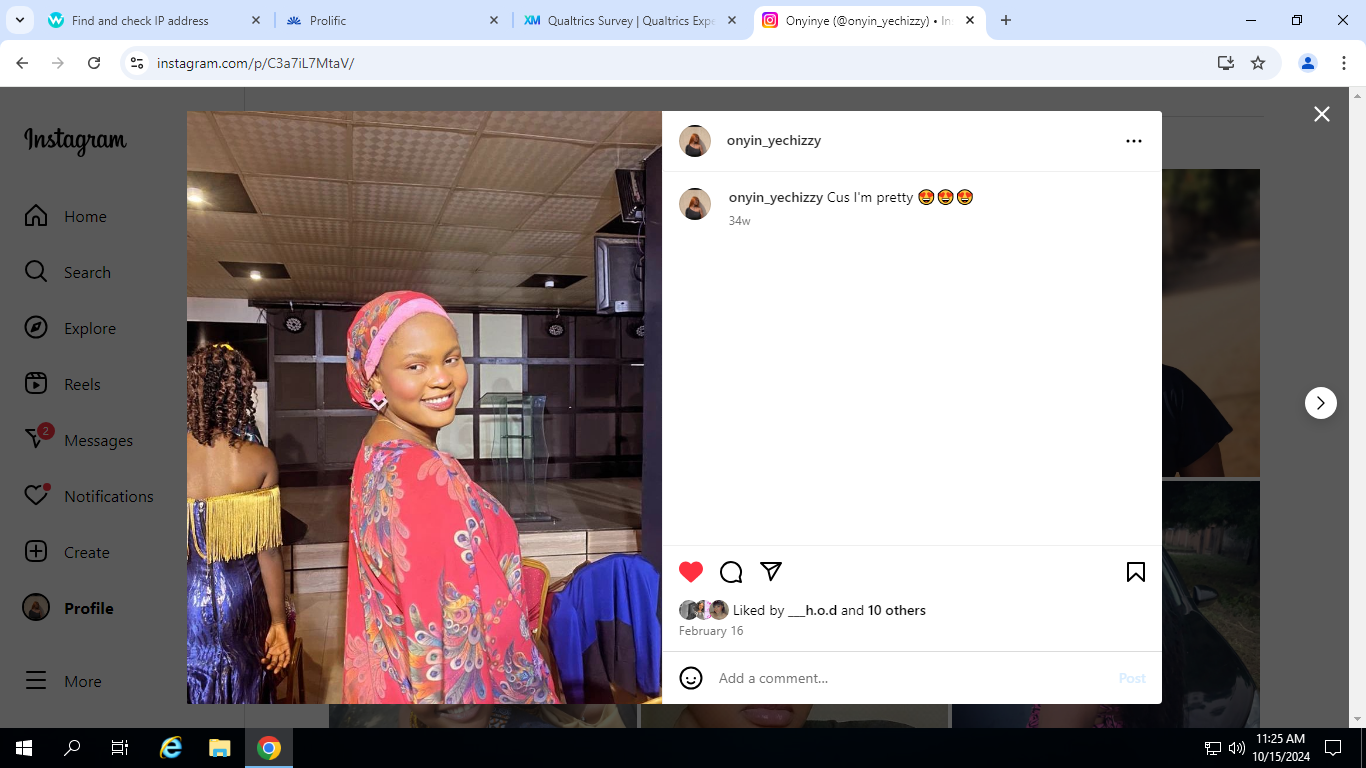 Find and check IP address
Prolific
XM Qualtrics Survey | Qualtrics Expe
Onyinye (@onyin_yechizzy) • In
instagram.com/p/C3a7iL7MtaV/
Instagram
Home
Search
Explore
Reels
2
Messages
Notifications
Create
Profile
More
onyin_yechizzy
onyin_yechizzy Cus I'm pretty 😍😍😍
34w
Liked by ___h.o.d and 10 others
February 16
Add a comment...
Post
11:25 AM
10/15/2024